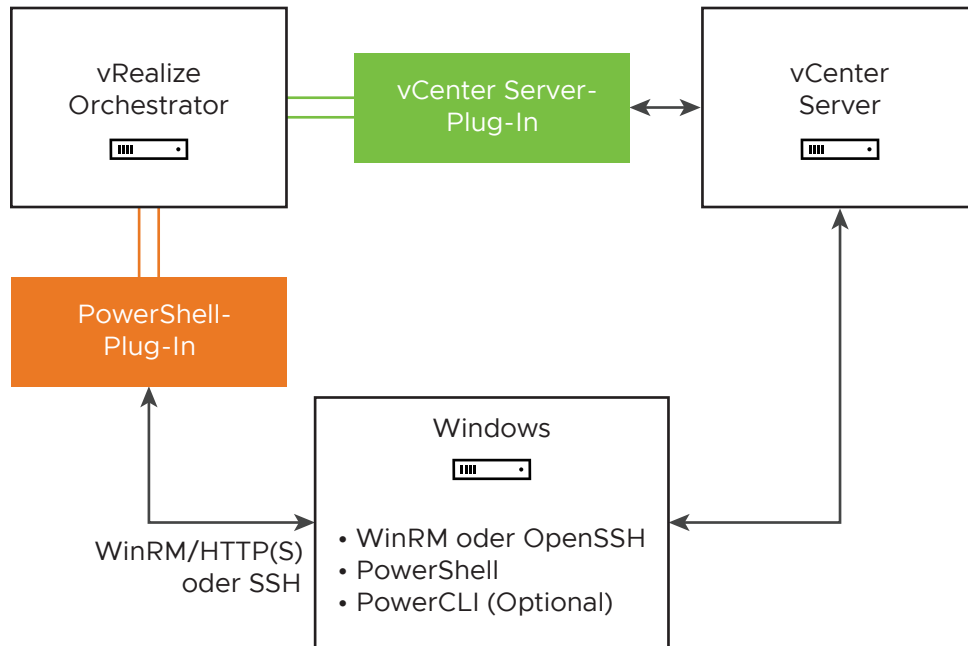 vRealize
Orchestrator
vCenter Server-
Plug-In
vCenter
Server
PowerShell-
Plug-In
WinRM/HTTP(S)
oder SSH
Windows
• WinRM oder OpenSSH
• PowerShell
• PowerCLI (Optional)